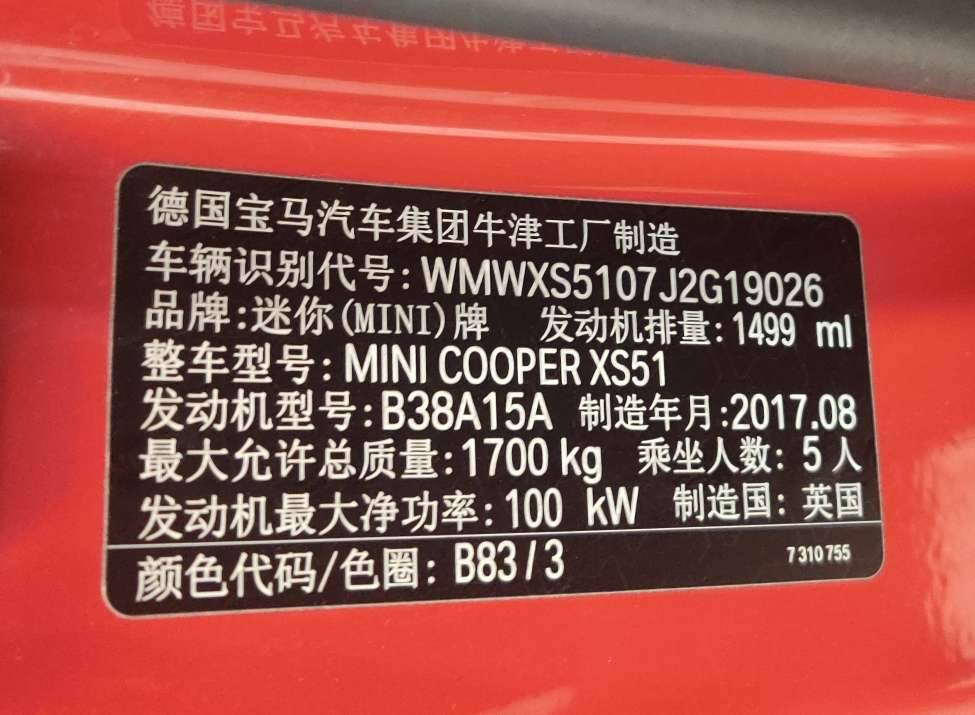 德国宝马汽车集团牛津工厂制造
车辆识别代号:WMWXS5107J2G19026
品牌:迷你(MINI)牌 发动机排量:1499 ml
整车型号:MINI COOPER XS51
发动机型号:B38A15A 制造年月:2017.08
最大允许总质量:1700 kg 乘坐人数: 5 人
发动机最大净功率: 100 kW 制造国: 英国
颜色代码/色圈: B83 / 3 7 310 755